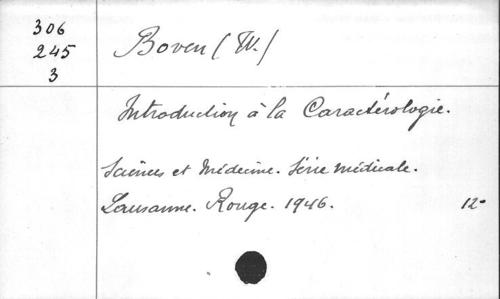 306
245
3
Boven (W.)
Introduction à la Caractérologie.
Sciences et Médecine. Série médicale.
Lausanne. Rouge. 1946.
12-